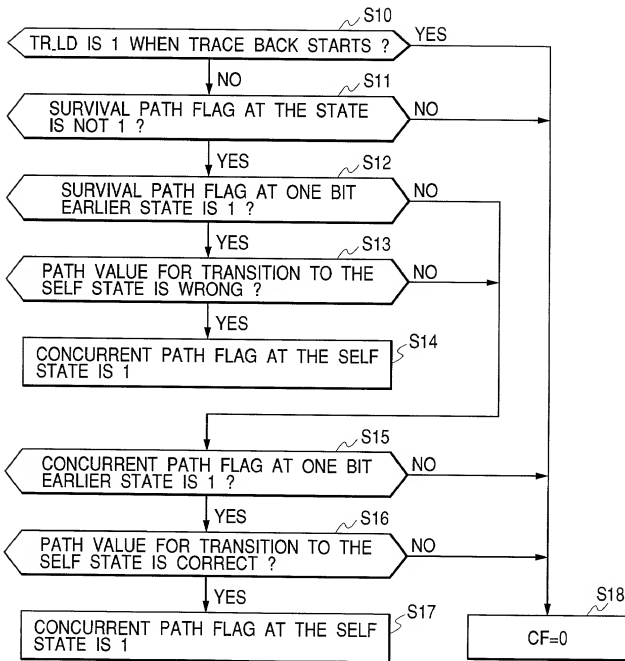 S10
TR_LD IS 1 WHEN TRACE BACK STARTS ?
YES
NO
S11
SURVIVAL PATH FLAG AT THE STATE
IS NOT 1 ?
NO
YES
S12
SURVIVAL PATH FLAG AT ONE BIT
EARLIER STATE IS 1 ?
NO
YES
S13
PATH VALUE FOR TRANSITION TO THE
SELF STATE IS WRONG ?
NO
YES
S14
CONCURRENT PATH FLAG AT THE SELF
STATE IS 1
S15
CONCURRENT PATH FLAG AT ONE BIT
EARLIER STATE IS 1 ?
NO
YES
S16
PATH VALUE FOR TRANSITION TO THE
SELF STATE IS CORRECT ?
NO
YES
S17
CONCURRENT PATH FLAG AT THE SELF
STATE IS 1
S18
CF=0